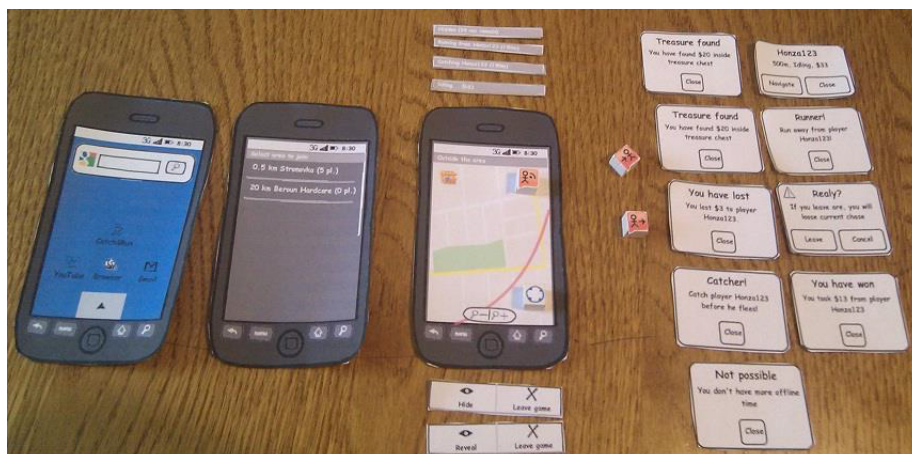 3G 8:30
Catch&Run
YouTube Browser Gmail
3G 8:30
Select area to join
0.5 km Stromovka (5 pl.)
20 km Beroun Hardcore (0 pl.)
3G 8:30
Outside the area
Hide
Leave game
Reveal
Leave game
Treasure found
You have found $20 inside
treasure chest
Close
Honza123
500m, Idling, $33
Navigate
Close
Treasure found
You have found $20 inside
treasure chest
Close
Runner!
Run away from player
Honza123!
Close
You have lost
You lost $3 to player
Honza123.
Close
Realy?
If you leave are, you will
loose current chase
Leave
Cancel
Catcher!
Catch player Honza123
before he flees!
Close
You have won
You took $13 from player
Honza123
Close
Not possible
You don't have more offline
time
Close